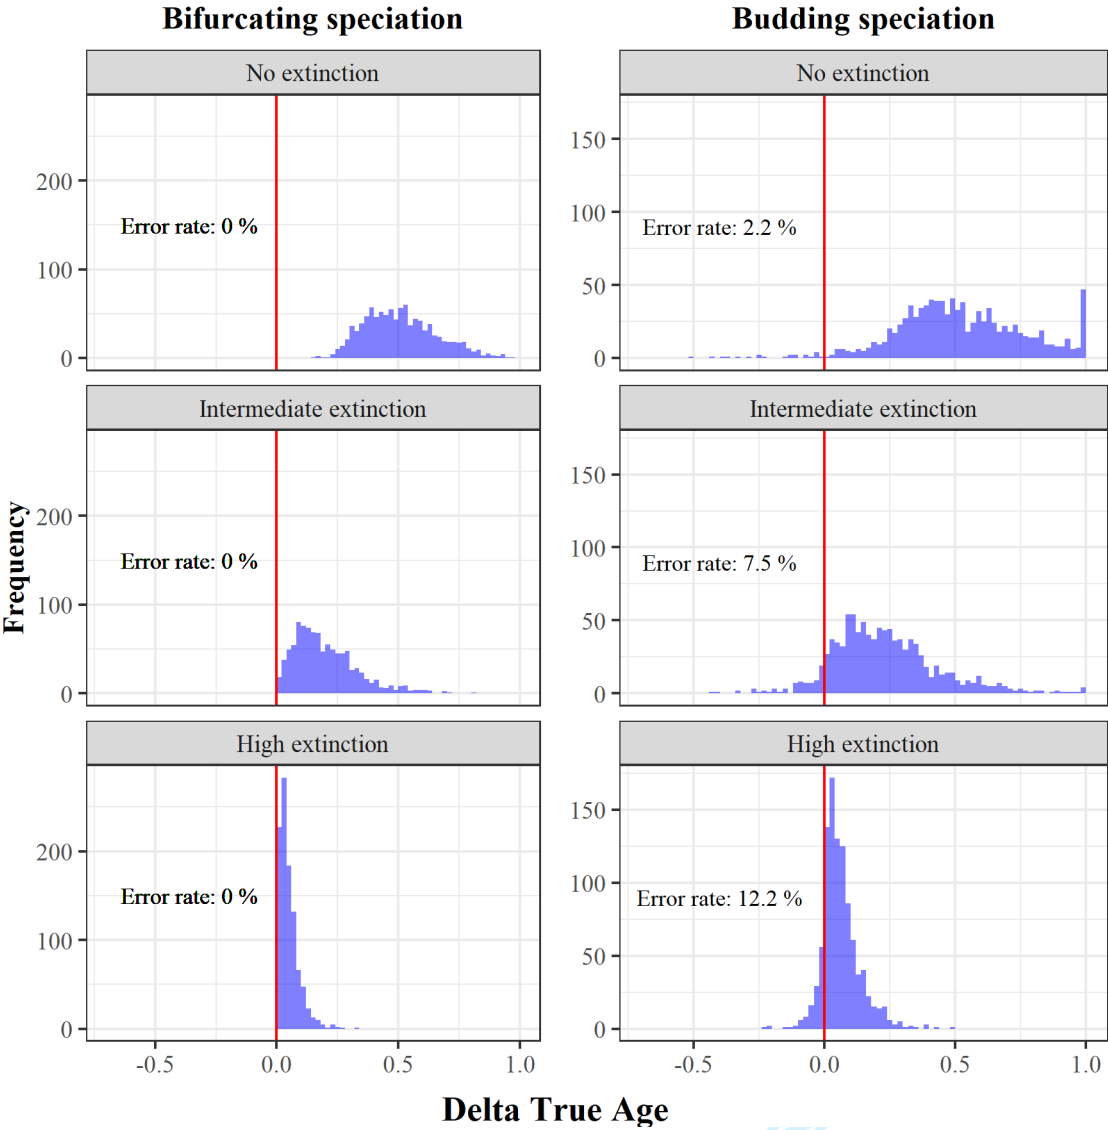 Bifurcating speciation
Budding speciation
No extinction
No extinction
200
100
0
Error rate: 0 %
150
100
50
0
Error rate: 2.2 %
Intermediate extinction
Intermediate extinction
Frequency
200
100
0
Error rate: 0 %
150
100
50
0
Error rate: 7.5 %
High extinction
High extinction
200
100
0
Error rate: 0 %
150
100
50
0
Error rate: 12.2 %
-0.5 0.0 0.5 1.0
-0.5 0.0 0.5 1.0
Delta True Age